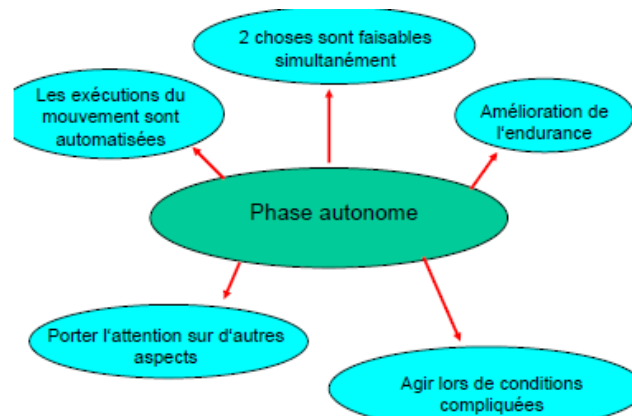 2 choses sont faisables
simultanément
Les exécutions du
mouvement sont
automatisées
Amélioration de
l'endurance
Phase autonome
Porter l'attention sur d'autres
aspects
Agir lors de conditions
compliquées